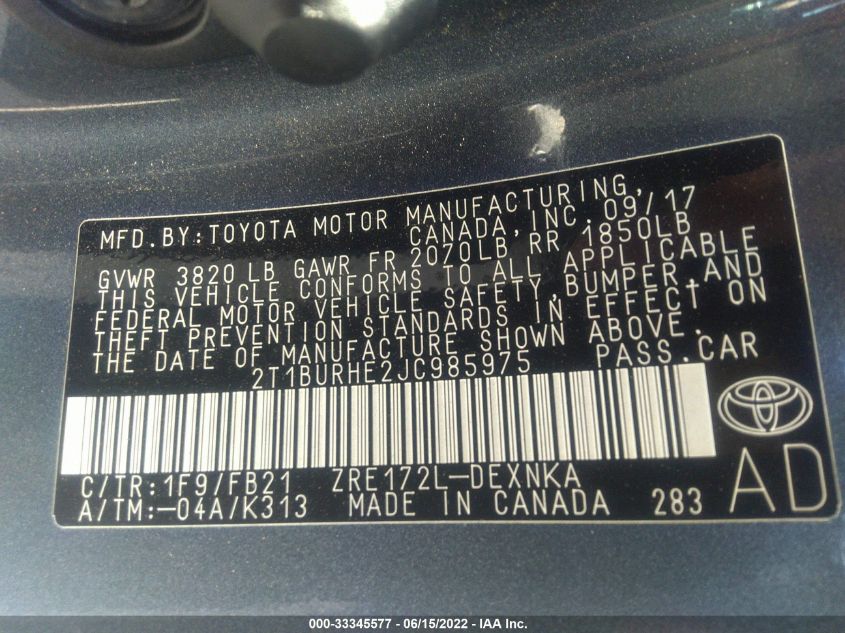 MFD.BY:TOYOTA MOTOR MANUFACTURING,
CANADA,INC. 09/17
GVWR 3820 LB GAWR FR 2070LB RR 1850LB
THIS VEHICLE CONFORMS TO ALL APPLICABLE
FEDERAL MOTOR VEHICLE SAFETY,BUMPER,AND
THEFT PREVENTION STANDARDS IN EFFECT ON
THE DATE OF MANUFACTURE SHOWN ABOVE.
2T1BURHE2JC985975 PASS.CAR
C/TR:1F9/FB21 ZRE172L-DEXNKA
A/TM:-04A/K313 MADE IN CANADA 283
AD
000-33345577 - 06/15/2022 - IAA Inc.